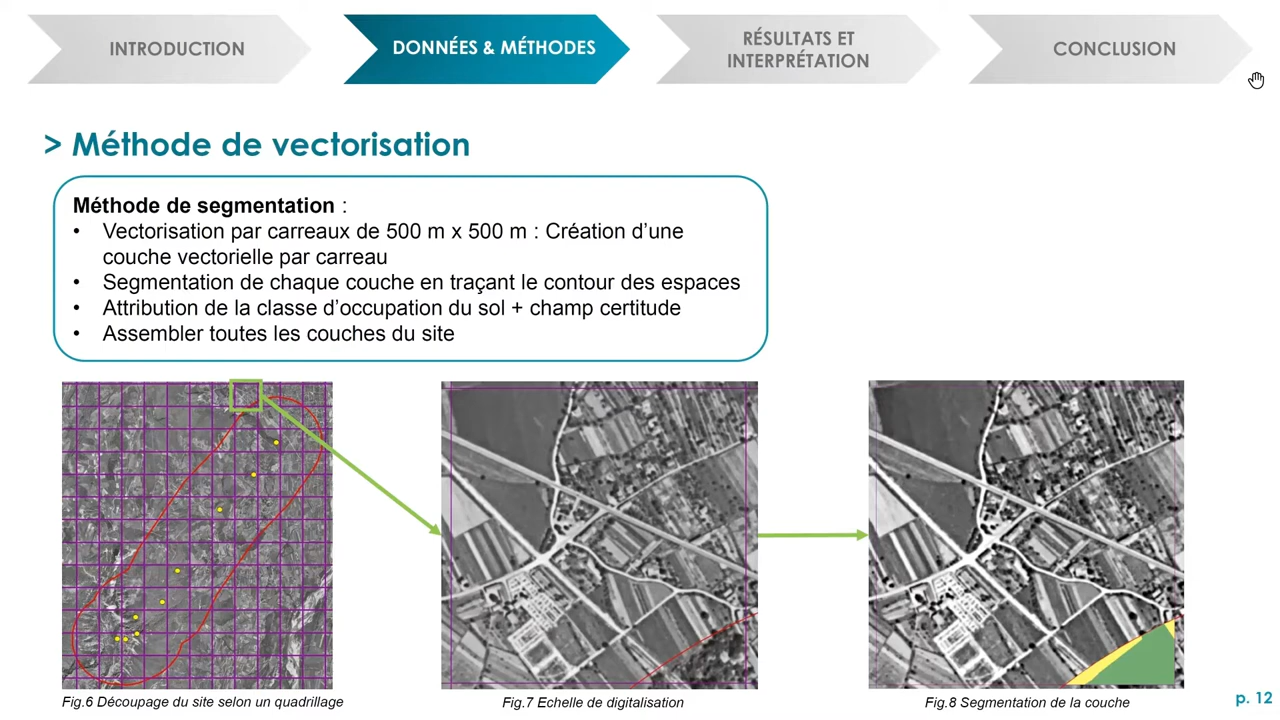 INTRODUCTION
DONNÉES & MÉTHODES
RÉSULTATS ET
INTERPRÉTATION
CONCLUSION
> Méthode de vectorisation
Méthode de segmentation :
• Vectorisation par carreaux de 500 m x 500 m : Création d’une
couche vectorielle par carreau
• Segmentation de chaque couche en traçant le contour des espaces
• Attribution de la classe d’occupation du sol + champ certitude
• Assembler toutes les couches du site
Fig.6 Découpage du site selon un quadrillage
Fig.7 Echelle de digitalisation
Fig.8 Segmentation de la couche
p. 12